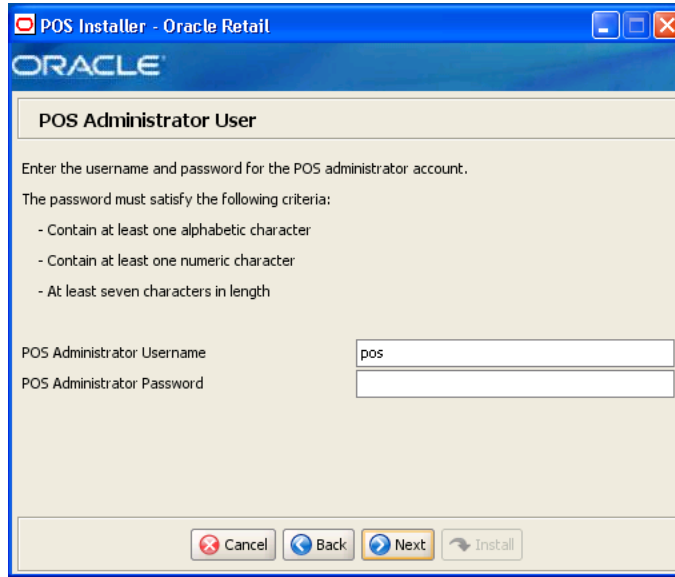 POS Installer - Oracle Retail
ORACLE
POS Administrator User
Enter the username and password for the POS administrator account.
The password must satisfy the following criteria:
- Contain at least one alphabetic character
- Contain at least one numeric character
- At least seven characters in length
POS Administrator Username pos
POS Administrator Password
Cancel Back Next Install